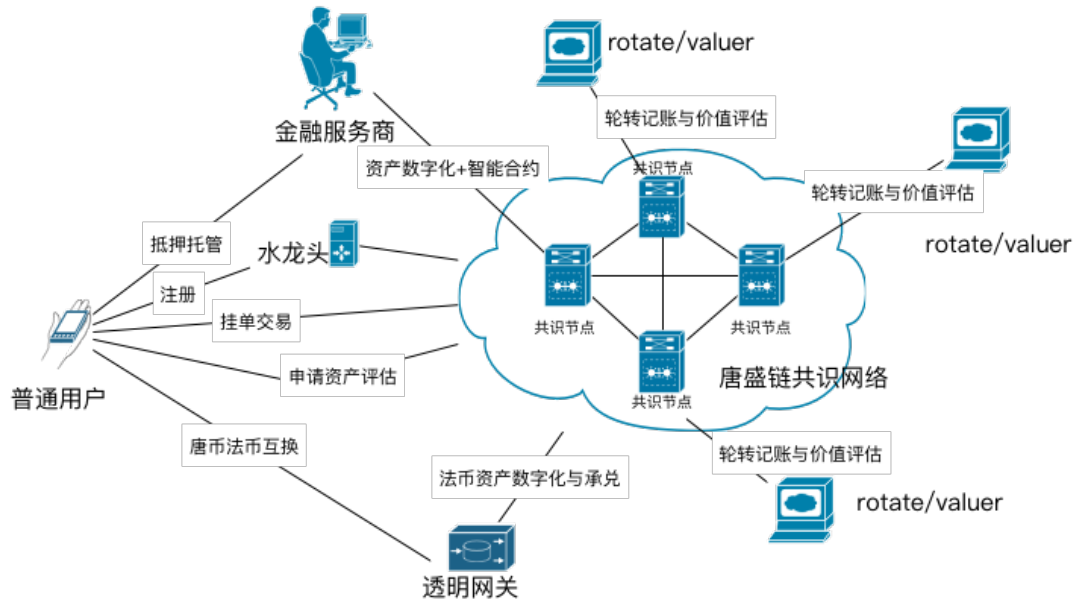 rotate/valuer
轮转记账与价值评估
金融服务商
资产数字化+智能合约
共识节点
轮转记账与价值评估
rotate/valuer
抵押托管
水龙头
注册
挂单交易
共识节点
共识节点
申请资产评估
普通用户
共识节点
唐盛链共识网络
唐币法币互换
法币资产数字化与承兑
轮转记账与价值评估
rotate/valuer
透明网关